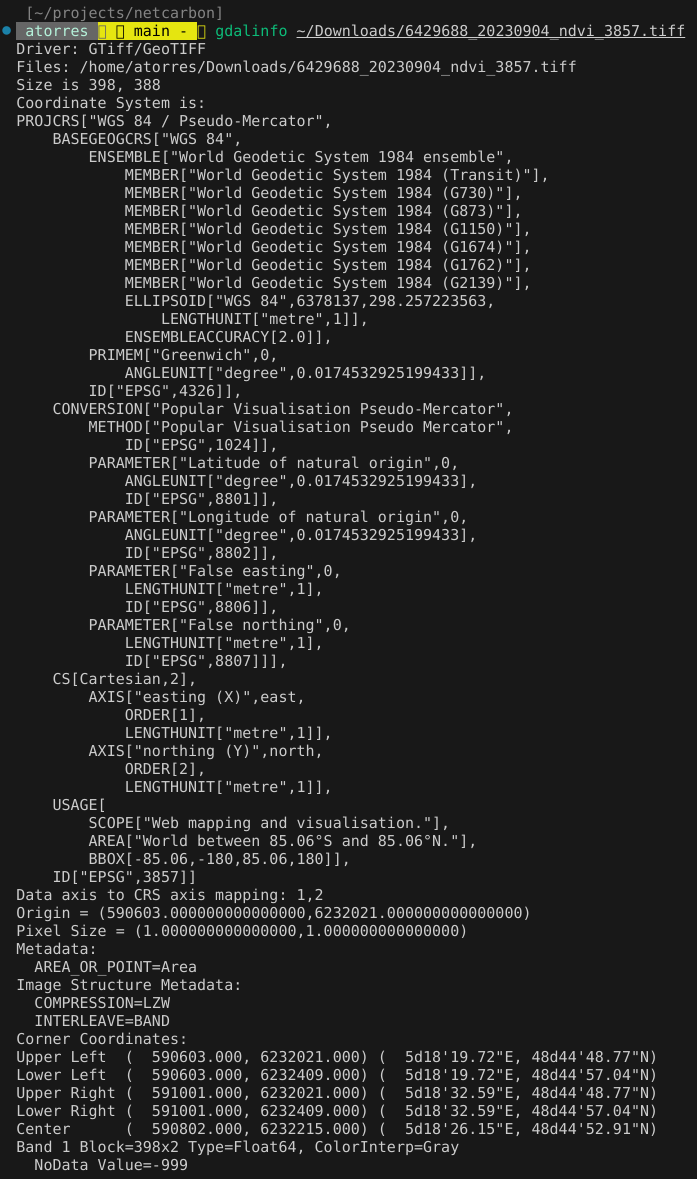 [~/projects/netcarbon]
atorres main - gdalinfo ~/Downloads/6429688_20230904_ndvi_3857.tiff
Driver: GTiff/GeoTIFF
Files: /home/atorres/Downloads/6429688_20230904_ndvi_3857.tiff
Size is 398, 388
Coordinate System is:
PROJCRS["WGS 84 / Pseudo-Mercator",
    BASEGEOGCRS["WGS 84",
        ENSEMBLE["World Geodetic System 1984 ensemble",
            MEMBER["World Geodetic System 1984 (Transit)"],
            MEMBER["World Geodetic System 1984 (G730)"],
            MEMBER["World Geodetic System 1984 (G873)"],
            MEMBER["World Geodetic System 1984 (G1150)"],
            MEMBER["World Geodetic System 1984 (G1674)"],
            MEMBER["World Geodetic System 1984 (G1762)"],
            MEMBER["World Geodetic System 1984 (G2139)"],
            ELLIPSOID["WGS 84",6378137,298.257223563,
                LENGTHUNIT["metre",1]],
            ENSEMBLEACCURACY[2.0]],
        PRIMEM["Greenwich",0,
            ANGLEUNIT["degree",0.0174532925199433]],
        ID["EPSG",4326]],
    CONVERSION["Popular Visualisation Pseudo-Mercator",
        METHOD["Popular Visualisation Pseudo Mercator",
            ID["EPSG",1024]],
        PARAMETER["Latitude of natural origin",0,
            ANGLEUNIT["degree",0.0174532925199433],
            ID["EPSG",8801]],
        PARAMETER["Longitude of natural origin",0,
            ANGLEUNIT["degree",0.0174532925199433],
            ID["EPSG",8802]],
        PARAMETER["False easting",0,
            LENGTHUNIT["metre",1],
            ID["EPSG",8806]],
        PARAMETER["False northing",0,
            LENGTHUNIT["metre",1],
            ID["EPSG",8807]]],
    CS[Cartesian,2],
        AXIS["easting (X)",east,
            ORDER[1],
            LENGTHUNIT["metre",1]],
        AXIS["northing (Y)",north,
            ORDER[2],
            LENGTHUNIT["metre",1]],
    USAGE[
        SCOPE["Web mapping and visualisation."],
        AREA["World between 85.06°S and 85.06°N."],
        BBOX[-85.06,-180,85.06,180]],
    ID["EPSG",3857]]
Data axis to CRS axis mapping: 1,2
Origin = (590603.000000000000000,6232021.000000000000000)
Pixel Size = (1.000000000000000,1.000000000000000)
Metadata:
  AREA_OR_POINT=Area
Image Structure Metadata:
  COMPRESSION=LZW
  INTERLEAVE=BAND
Corner Coordinates:
Upper Left  (  590603.000, 6232021.000) (  5d18'19.72"E, 48d44'48.77"N)
Lower Left  (  590603.000, 6232409.000) (  5d18'19.72"E, 48d44'57.04"N)
Upper Right (  591001.000, 6232021.000) (  5d18'32.59"E, 48d44'48.77"N)
Lower Right (  591001.000, 6232409.000) (  5d18'32.59"E, 48d44'57.04"N)
Center      (  590802.000, 6232215.000) (  5d18'26.15"E, 48d44'52.91"N)
Band 1 Block=398x2 Type=Float64, ColorInterp=Gray
  NoData Value=-999